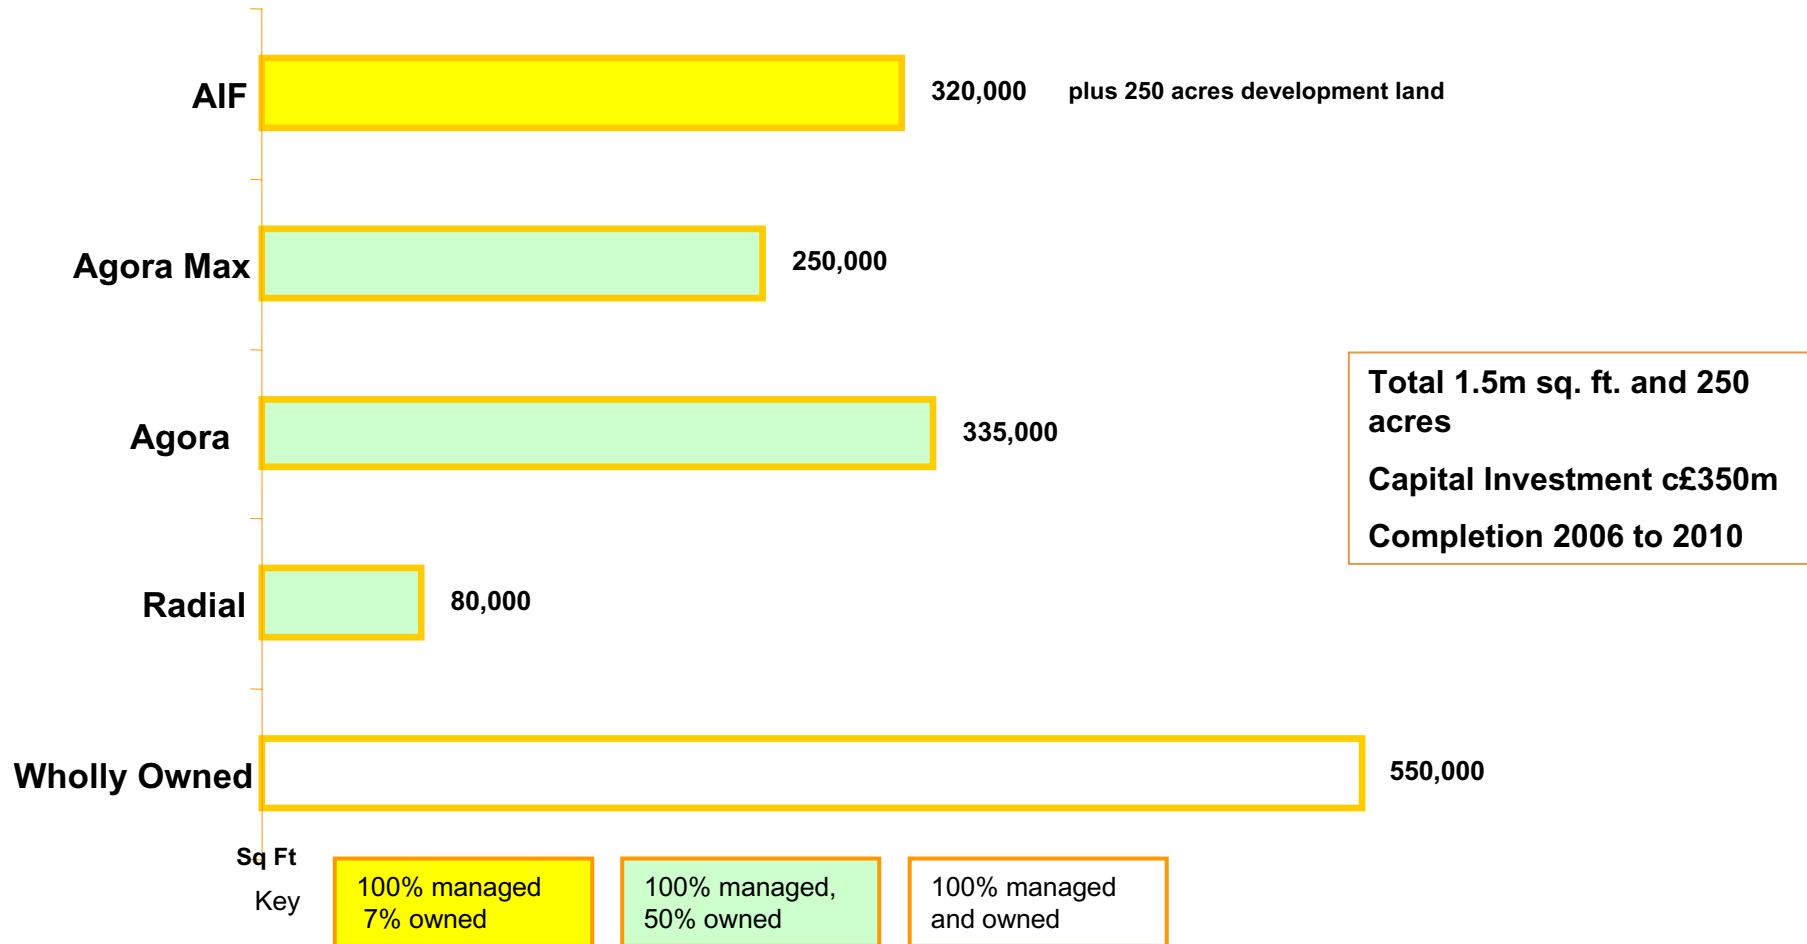 AIF
320,000 plus 250 acres development land
Agora Max
250,000
Agora
335,000
Radial
80,000
Wholly Owned
550,000
Total 1.5m sq. ft. and 250
acres
Capital Investment c£350m
Completion 2006 to 2010
Sq Ft
Key
100% managed
7% owned
100% managed,
50% owned
100% managed
and owned